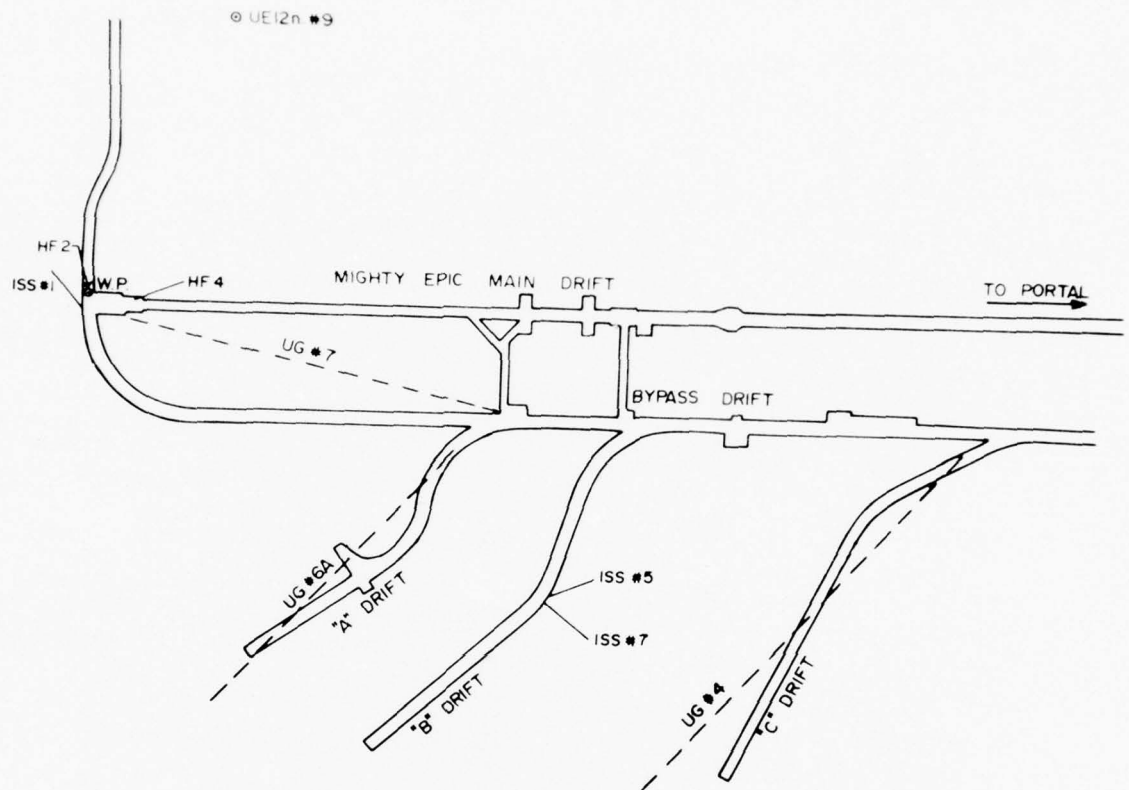 UE12n. #9
HF 2
W.P.
HF 4
ISS #1
MIGHTY EPIC MAIN DRIFT
TO PORTAL
UG #7
BYPASS DRIFT
UG #6A
"A" DRIFT
ISS #5
ISS #7
"B" DRIFT
UG #4
"C" DRIFT